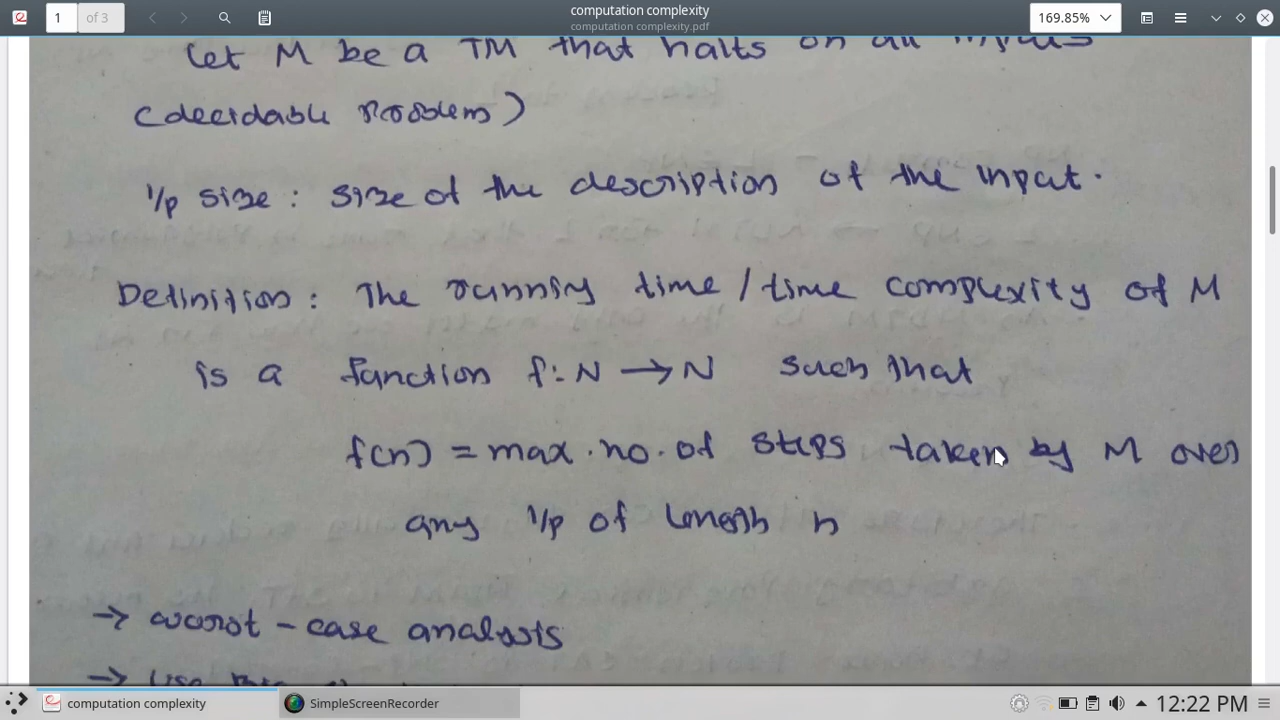 computation complexity
computation complexity.pdf
1 of 3
169.85%
Let M be a TM that halts on all inputs
(decidable Problem)
i/p size : size of the description of the input.
Definition : The running time / time complexity of M
is a function f : N → N such that
f(n) = max. no. of steps taken by M over
any i/p of length n
→ worst - case analysis
→ Use
computation complexity
SimpleScreenRecorder
12:22 PM